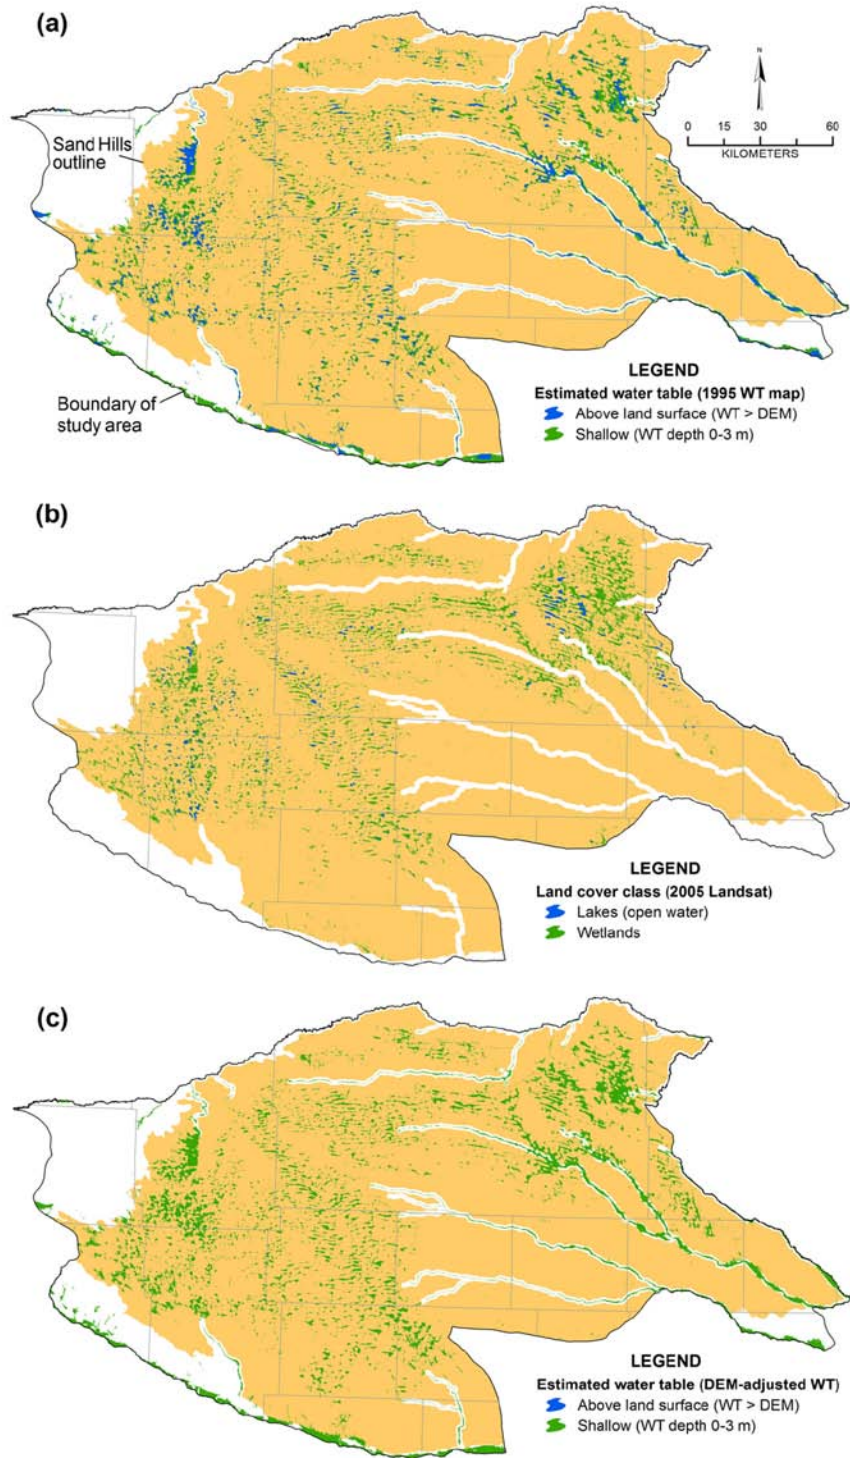 (a)
N
Sand Hills
outline
0 15 30 60
KILOMETERS
Boundary of
study area
LEGEND
Estimated water table (1995 WT map)
Above land surface (WT > DEM)
Shallow (WT depth 0-3 m)
(b)
LEGEND
Land cover class (2005 Landsat)
Lakes (open water)
Wetlands
(c)
LEGEND
Estimated water table (DEM-adjusted WT)
Above land surface (WT > DEM)
Shallow (WT depth 0-3 m)